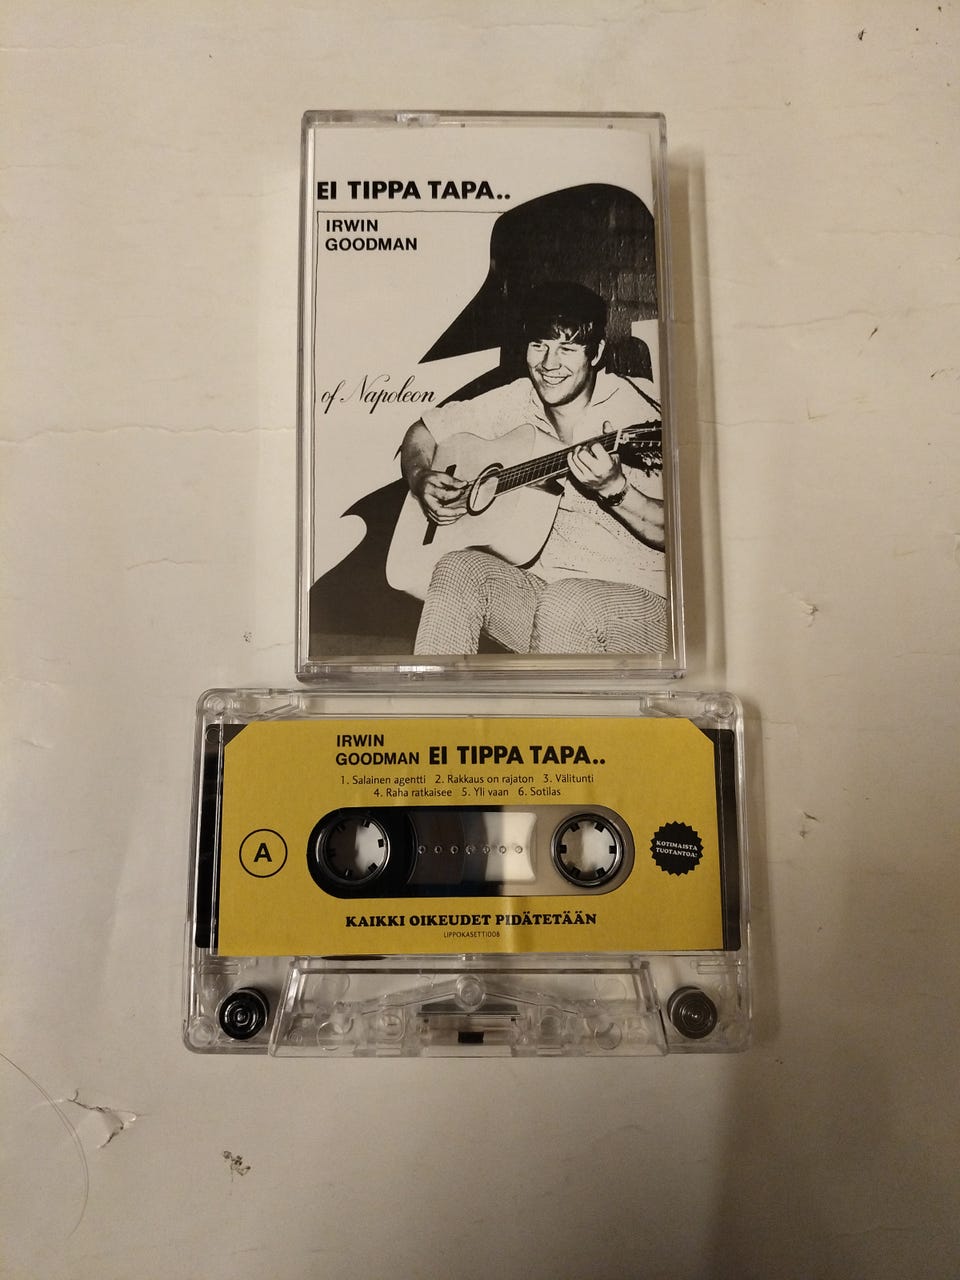 EI TIPPA TAPA..
IRWIN
GOODMAN
of Napoleon
IRWIN
GOODMAN EI TIPPA TAPA..
1. Salainen agentti 2. Rakkaus on rajaton 3. Välitunti
4. Raha ratkaisee 5. Yli vaan 6. Sotilas
A
KOTIMAISTA
TUOTANTOA!
KAIKKI OIKEUDET PIDÄTETÄÄN
LIPPOKASETTI008